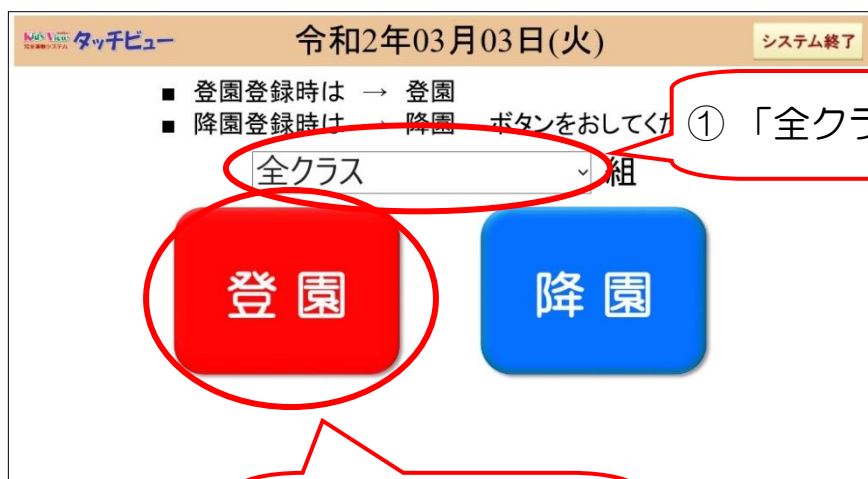 Kids View
タッチビュー
令和2年03月03日(火)
システム終了
■ 登園登録時は → 登園
■ 降園登録時は → 降園 ボタンをおしてくだ
① 「全クラ
全クラス 組
登園
降園